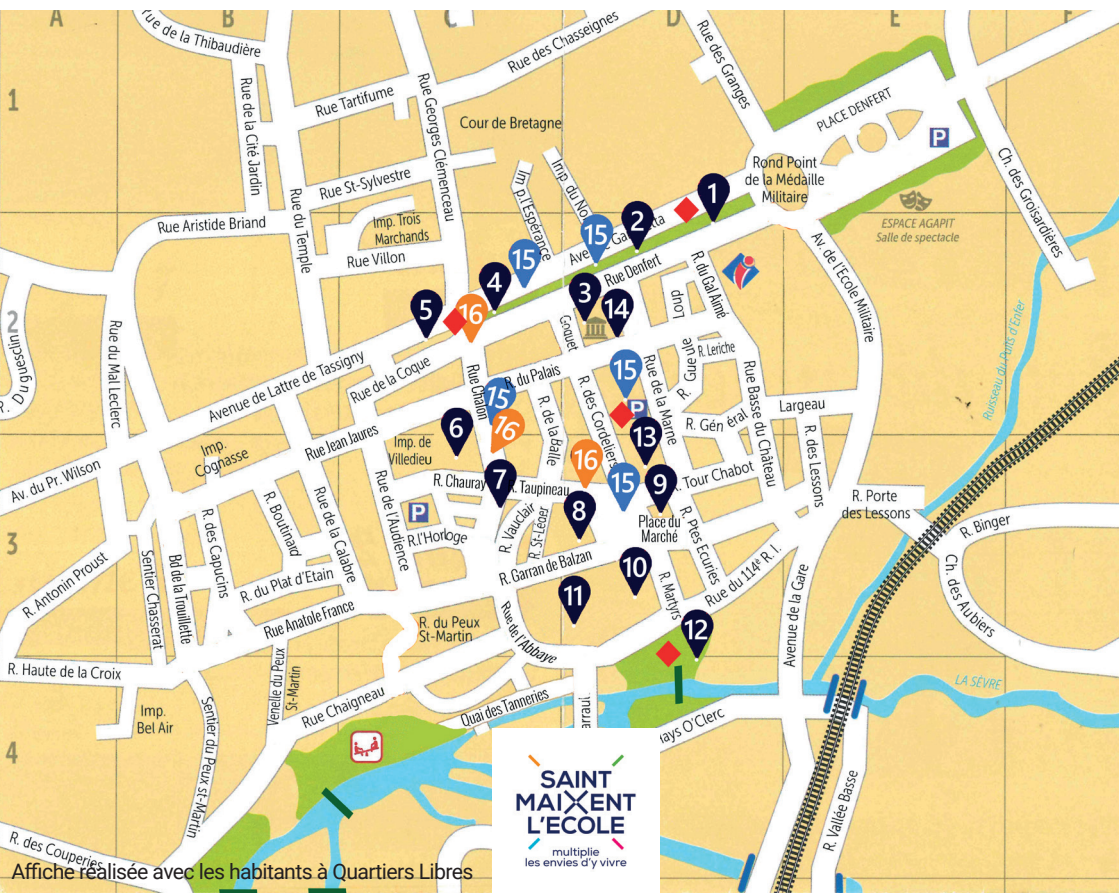 A
B
C
D
E
F
1
2
3
4
Rue de la Thibaudière
Rue de la Cité Jardin
Rue Tartifume
Rue Georges Clémenceau
Rue des Chasseignes
Rue des Granges
Cour de Bretagne
PLACE DENFERT
P
Rond Point
de la Médaille
Militaire
Ch. des Groisardières
Rue St-Sylvestre
Imp. Trois
Marchands
Rue Villon
Rue Aristide Briand
Rue du Temple
Im p.l'Espérance
Imp. du No
1
2
15
15
4
5
16
3
14
Rue Denfert
R. du Gal Aimé
ESPACE AGAPIT
Salle de spectacle
Av. de l'Ecole Militaire
Ruisseau du Puits d'Enfer
Rue du Mal Leclerc
Avenue de Lattre de Tassigny
Rue de la Coque
Rue Chalon
R. du Palais
Goguet
Loup
R. Gueule
R. Leriche
Rue de la Marne
R. des Cordeliers
R. de la Balle
Rue Basse du Château
R. Gén éral
Largeau
R. des Lessons
15
15
16
P
13
6
7
16
8
15
9
Rue Jean Jaures
Imp. de
Villedieu
Imp.
Cognasse
Av. du Pr. Wilson
R. Chauray
R. Taupineau
R. Tour Chabot
R. Porte
des Lessons
R. Binger
Place du
Marché
R. Ptes Ecuries
Rue du 114e R. I.
R. Vauclair
R. St-Léger
R.l'Horloge
P
Rue de l'Audience
Rue de la Calabre
R. Boutinard
R. des Capucins
Bd de la Trouillette
Sentier Chasserat
R. Antonin Proust
R. du Plat d'Etain
Rue Anatole France
R. Garran de Balzan
10
11
12
R. Martyrs
Avenue de la Gare
Ch. des Aubiers
R. du Peux
St-Martin
Rue de l'Abbaye
R. Haute de la Croix
Venelle du Peux
St-Martin
Rue Chaigneau
Quai des Tanneries
LA SÈVRE
Imp.
Bel Air
Sentier du Peux st-Martin
R. Vallée Basse
R. des Couperies
SAINT
MAIXENT
L'ECOLE
multiplie
les envies d'y vivre
Affiche réalisée avec les habitants à Quartiers Libres